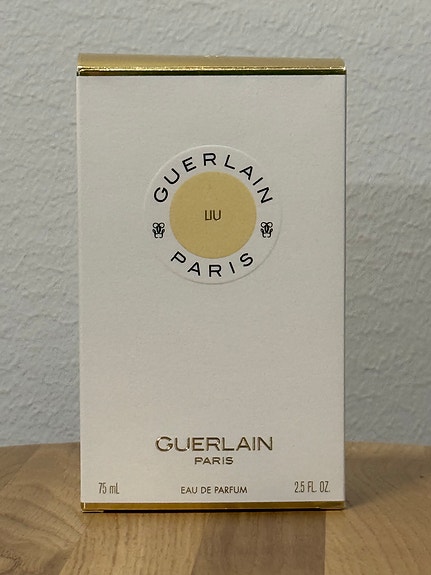 GUERLAIN
LIU
PARIS
GUERLAIN
PARIS
75 mL
EAU DE PARFUM
2.5 FL. OZ.